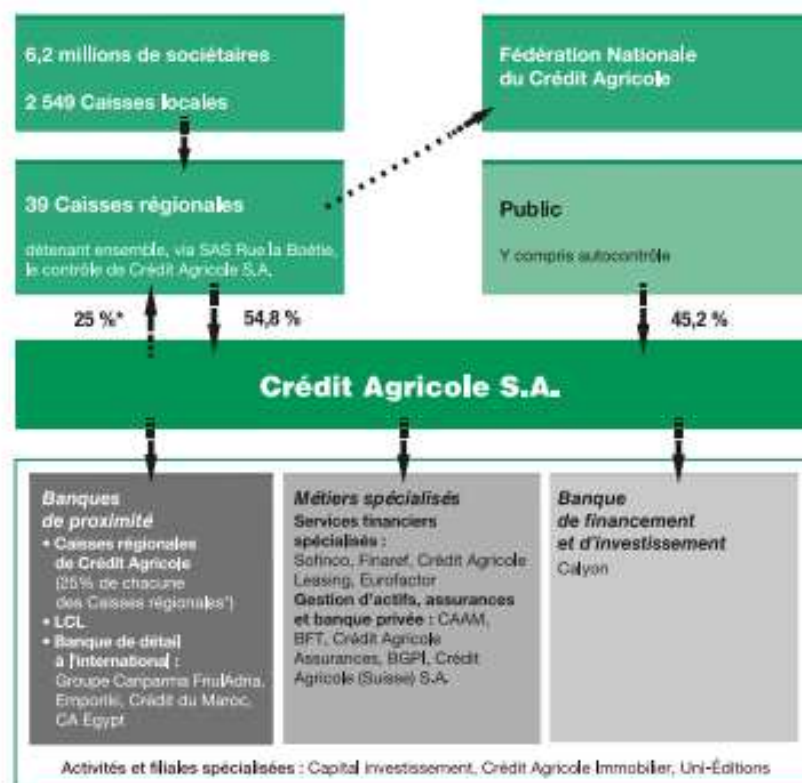 6,2 millions de sociétaires
2 549 Caisses locales
Fédération Nationale
du Crédit Agricole
39 Caisses régionales
détenant ensemble, via SAS Rue la Boétie,
le contrôle de Crédit Agricole S.A.
Public
Y compris autocontrôle
25 %*
54,8 %
45,2 %
Crédit Agricole S.A.
Banques
de proximité
• Caisses régionales
de Crédit Agricole
(25% de chacune
des Caisses régionales*)
• LCL
• Banque de détail
à l'international :
Groupe Cariparma FriulAdria,
Emporiki, Crédit du Maroc,
CA Egypt
Métiers spécialisés
Services financiers
spécialisés :
Sofinco, Finaref, Crédit Agricole
Leasing, Eurofactor
Gestion d'actifs, assurances
et banque privée : CAAM,
BFT, Crédit Agricole
Assurances, BGPI, Crédit
Agricole (Suisse) S.A.
Banque
de financement
et d'investissement
Calyon
Activités et filiales spécialisées : Capital investissement, Crédit Agricole Immobilier, Uni-Éditions